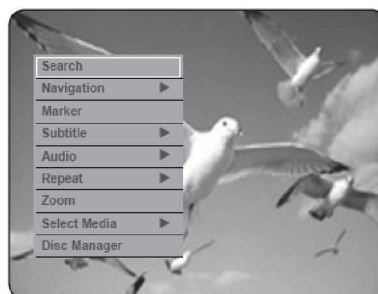 Search
Navigation ►
Marker
Subtitle ►
Audio ►
Repeat ►
Zoom
Select Media ►
Disc Manager